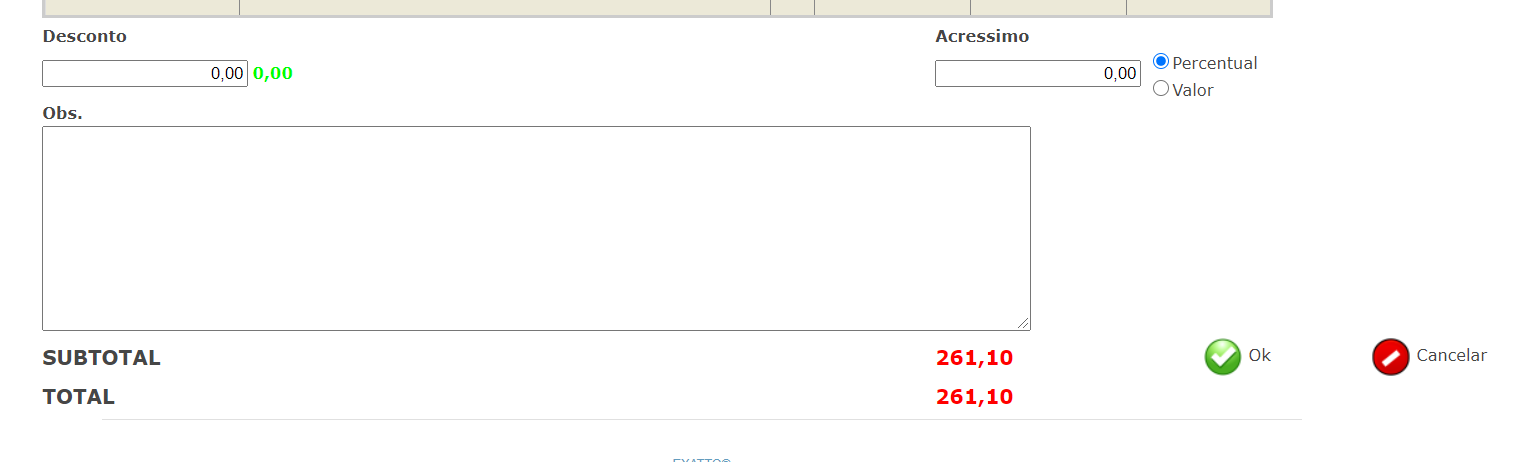 Desconto Acressimo
0,00 0,00 0,00 Percentual
Valor
Obs.
SUBTOTAL 261,10 Ok Cancelar
TOTAL 261,10
EXATTO®